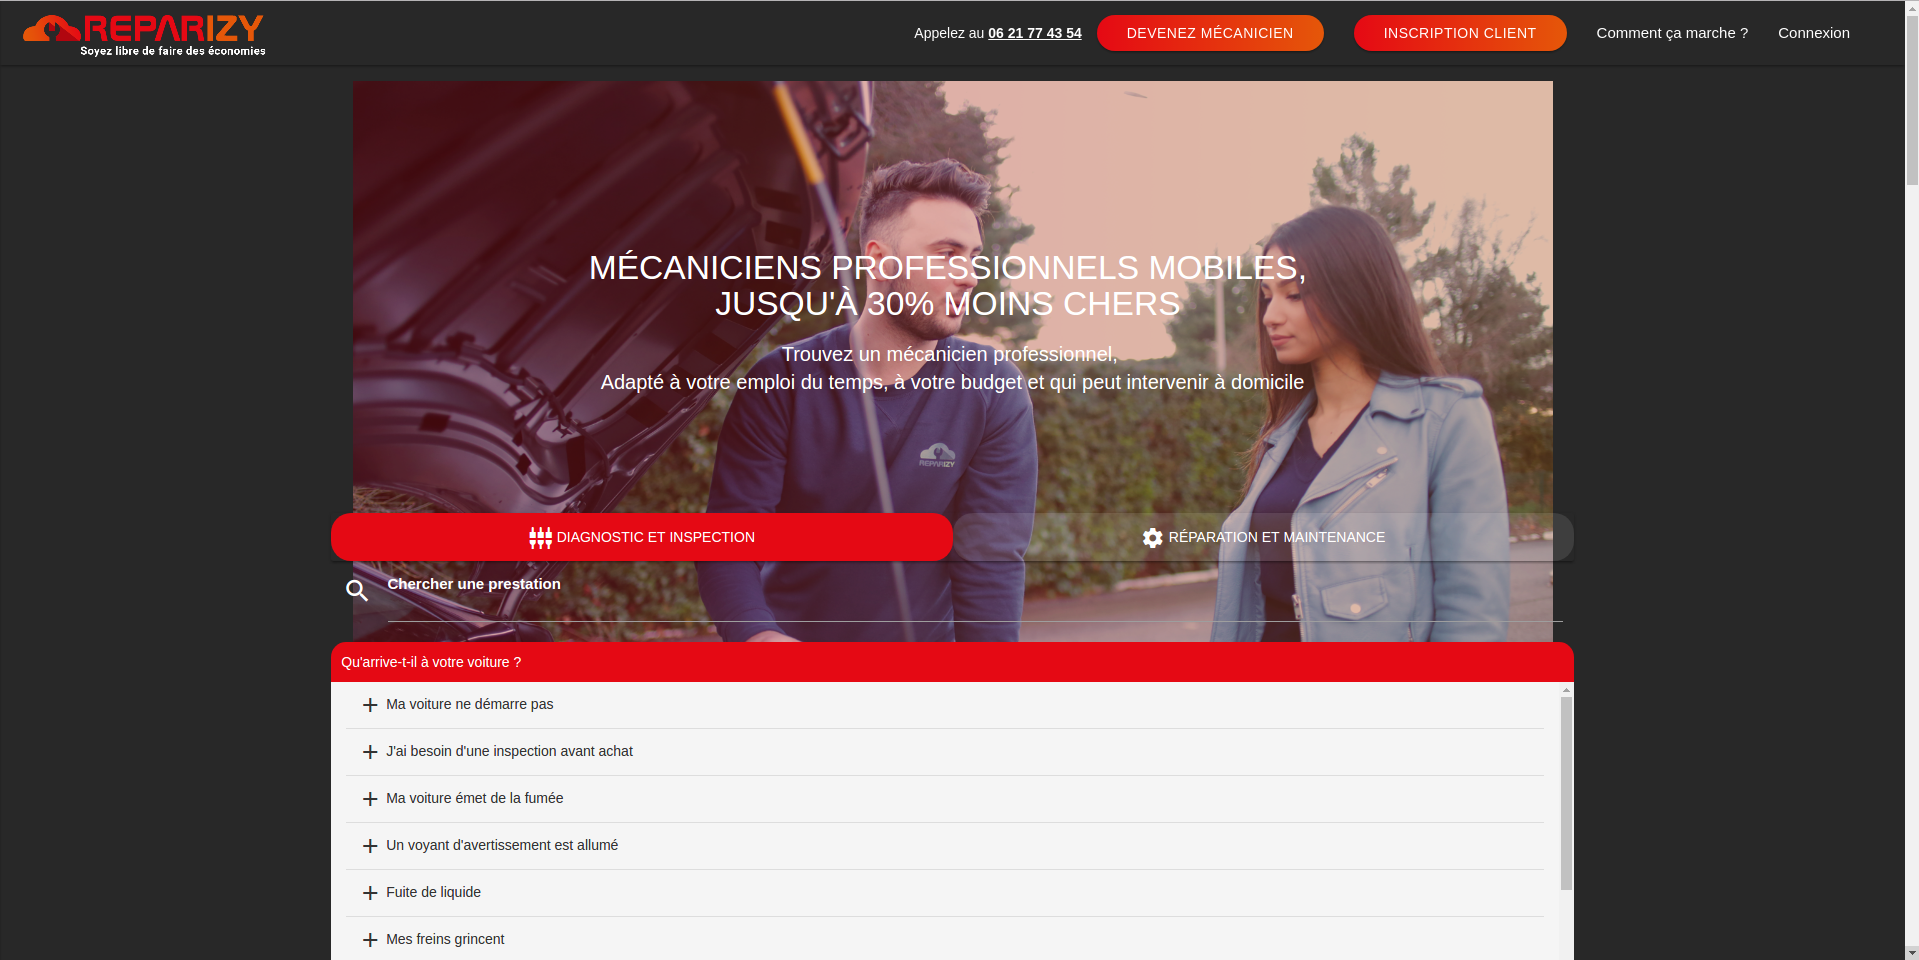 REPARIZY
Soyez libre de faire des économies
Appelez au 06 21 77 43 54
DEVENEZ MÉCANICIEN
INSCRIPTION CLIENT
Comment ça marche ?
Connexion
MÉCANICIENS PROFESSIONNELS MOBILES,
JUSQU'À 30% MOINS CHERS
Trouvez un mécanicien professionnel,
Adapté à votre emploi du temps, à votre budget et qui peut intervenir à domicile
REPARIZY
DIAGNOSTIC ET INSPECTION
RÉPARATION ET MAINTENANCE
Chercher une prestation
Qu'arrive-t-il à votre voiture ?
Ma voiture ne démarre pas
J'ai besoin d'une inspection avant achat
Ma voiture émet de la fumée
Un voyant d'avertissement est allumé
Fuite de liquide
Mes freins grincent